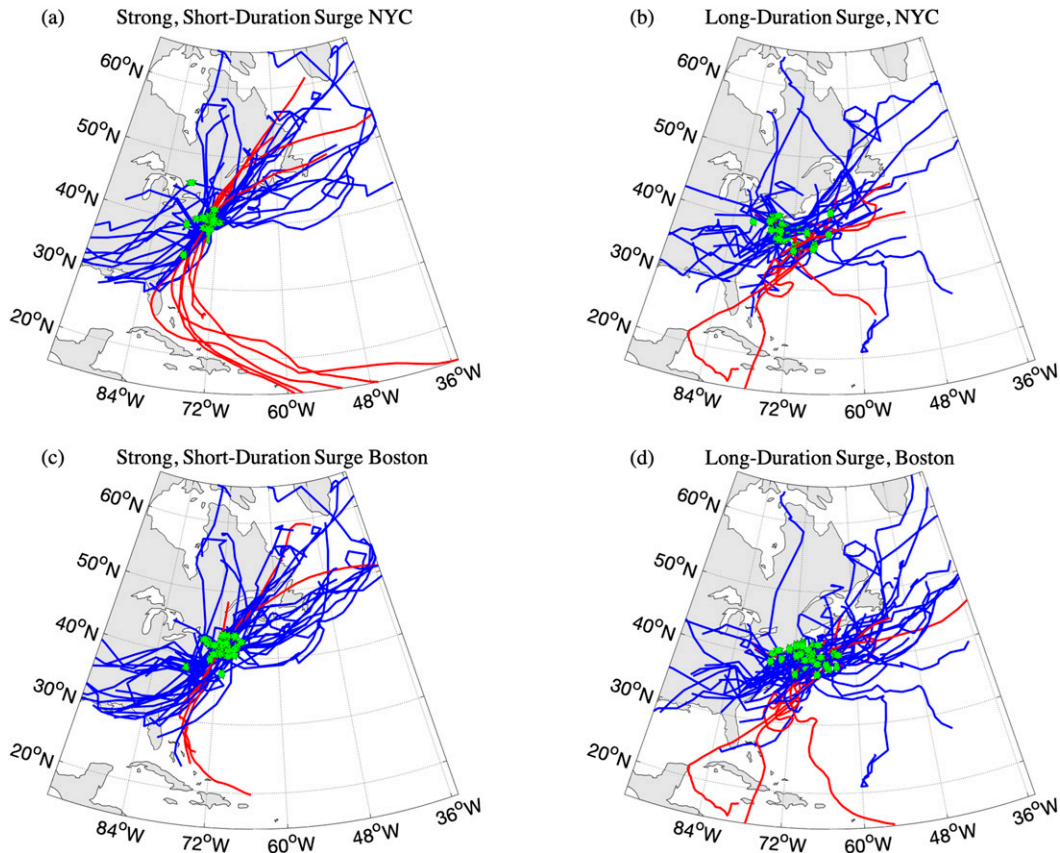 (a) Strong, Short-Duration Surge NYC
60°N
50°N
40°N
30°N
20°N
84°W
72°W
60°W
48°W
36°W
(b) Long-Duration Surge, NYC
60°N
50°N
40°N
30°N
20°N
84°W
72°W
60°W
48°W
36°W
(c) Strong, Short-Duration Surge Boston
60°N
50°N
40°N
30°N
20°N
84°W
72°W
60°W
48°W
36°W
(d) Long-Duration Surge, Boston
60°N
50°N
40°N
30°N
20°N
84°W
72°W
60°W
48°W
36°W